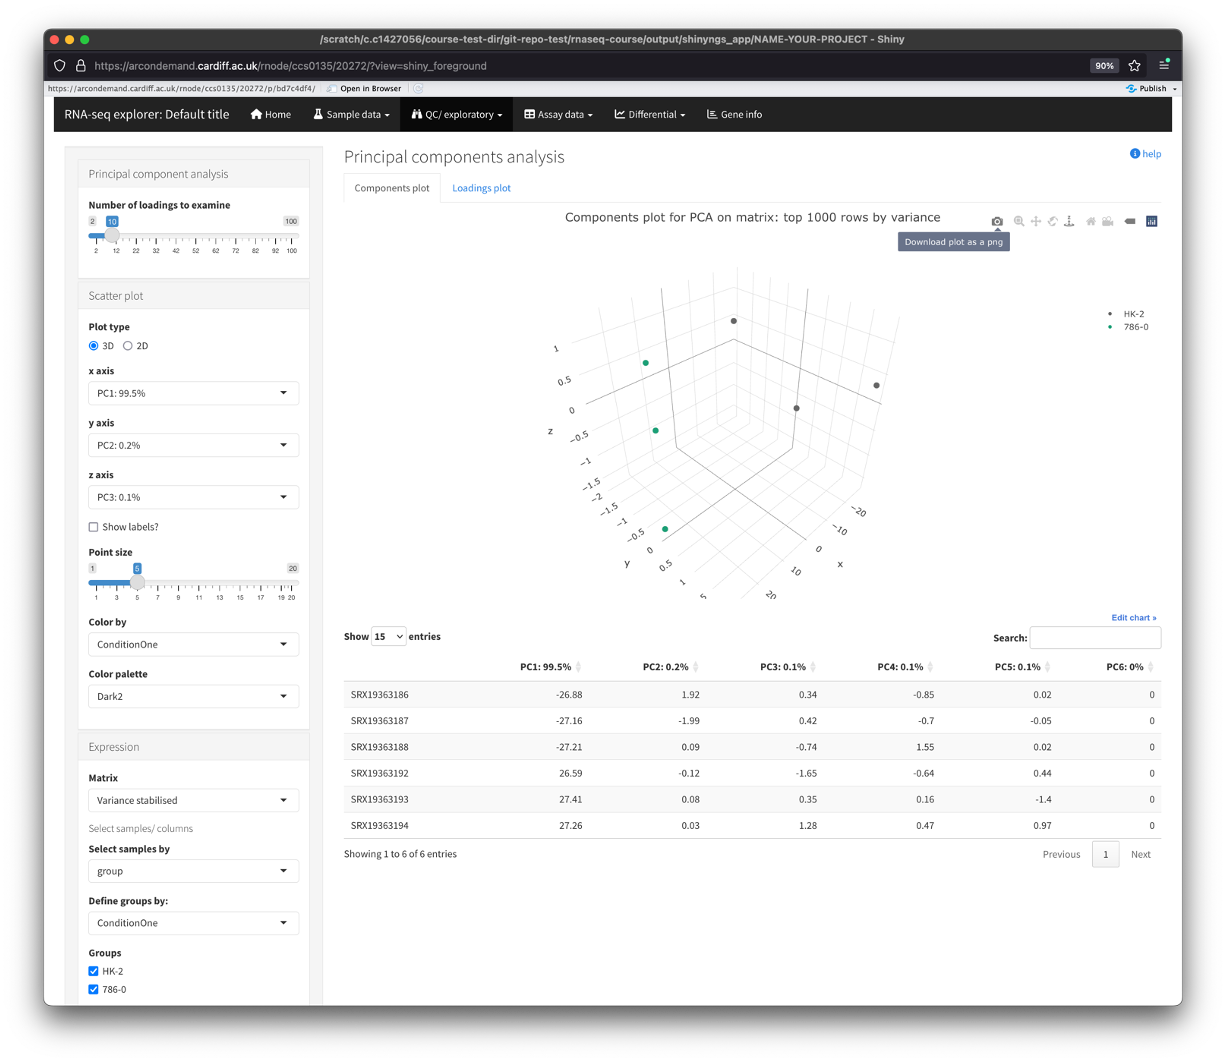 /scratch/c.c1427056/course-test-dir/git-repo-test/rnaseq-course/output/shinyngs_app/NAME-YOUR-PROJECT - Shiny
https://arcondemand.cardiff.ac.uk/rnode/ccs0135/20272/?view=shiny_foreground
90%
https://arcondemand.cardiff.ac.uk/rnode/ccs0135/20272/p/bd7c4df4/ Open in Browser Publish
RNA-seq explorer: Default title Home Sample data QC/ exploratory Assay data Differential Gene info
Principal component analysis
Number of loadings to examine
2 10 100
2 12 22 32 42 52 62 72 82 92 100
Scatter plot
Plot type
3D 2D
x axis
PC1: 99.5%
y axis
PC2: 0.2%
z axis
PC3: 0.1%
Show labels?
Point size
1 5 20
1 3 5 7 9 11 13 15 17 19 20
Color by
ConditionOne
Color palette
Dark2
Expression
Matrix
Variance stabilised
Select samples/ columns
Select samples by
group
Define groups by:
ConditionOne
Groups
HK-2
786-0
Principal components analysis
help
Components plot Loadings plot
Components plot for PCA on matrix: top 1000 rows by variance
Download plot as a png
HK-2
786-0
1
0.5
0
−0.5
−1
−1.5
z
−2
−1.5
−1
−0.5
0
0.5
1
5
y
−20
−10
0
10
20
x
Edit chart »
Show 15 entries
Search:
PC1: 99.5% PC2: 0.2% PC3: 0.1% PC4: 0.1% PC5: 0.1% PC6: 0%
SRX19363186 -26.88 1.92 0.34 -0.85 0.02 0
SRX19363187 -27.16 -1.99 0.42 -0.7 -0.05 0
SRX19363188 -27.21 0.09 -0.74 1.55 0.02 0
SRX19363192 26.59 -0.12 -1.65 -0.64 0.44 0
SRX19363193 27.41 0.08 0.35 0.16 -1.4 0
SRX19363194 27.26 0.03 1.28 0.47 0.97 0
Showing 1 to 6 of 6 entries
Previous 1 Next